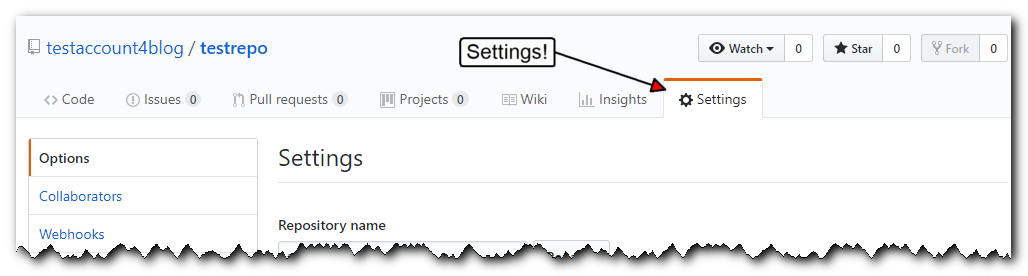 testaccount4blog / testrepo
Settings!
Watch 0 Star 0 Fork 0
Code Issues 0 Pull requests 0 Projects 0 Wiki Insights Settings
Options
Settings
Collaborators
Repository name
Webhooks